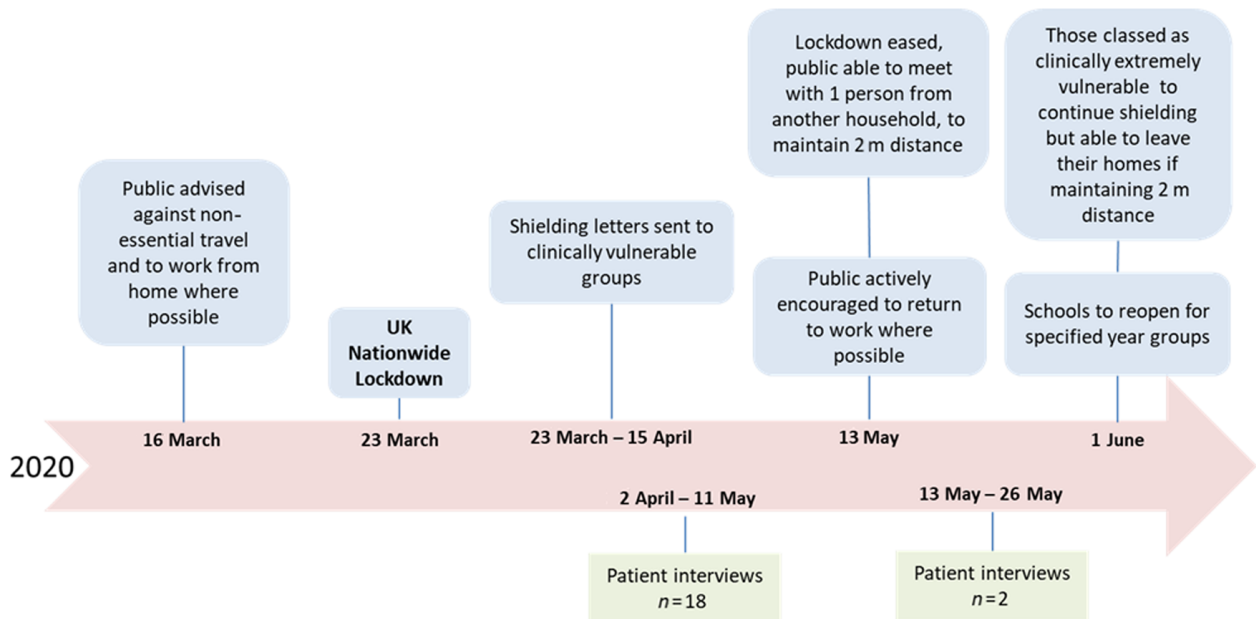 Public advised
against non-
essential travel
and to work from
home where
possible
UK
Nationwide
Lockdown
Shielding letters sent to
clinically vulnerable
groups
Lockdown eased,
public able to meet
with 1 person from
another household, to
maintain 2 m distance
Public actively
encouraged to return
to work where
possible
Those classed as
clinically extremely
vulnerable to
continue shielding
but able to leave
their homes if
maintaining 2 m
distance
Schools to reopen for
specified year groups
2020
16 March
23 March
23 March – 15 April
13 May
1 June
2 April – 11 May
13 May – 26 May
Patient interviews
n=18
Patient interviews
n=2